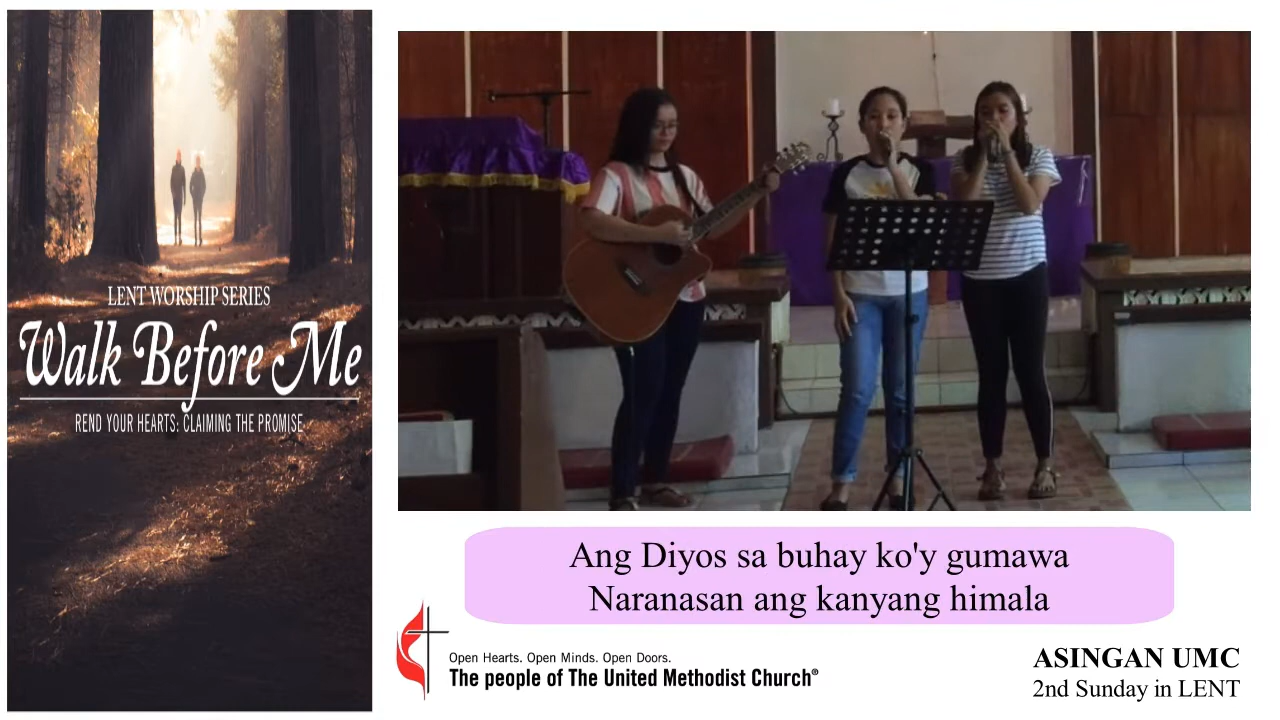 LENT WORSHIP SERIES
Walk Before Me
REND YOUR HEARTS: CLAIMING THE PROMISE
Ang Diyos sa buhay ko'y gumawa
Naranasan ang kanyang himala
Open Hearts. Open Minds. Open Doors.
The people of The United Methodist Church®
ASINGAN UMC
2nd Sunday in LENT